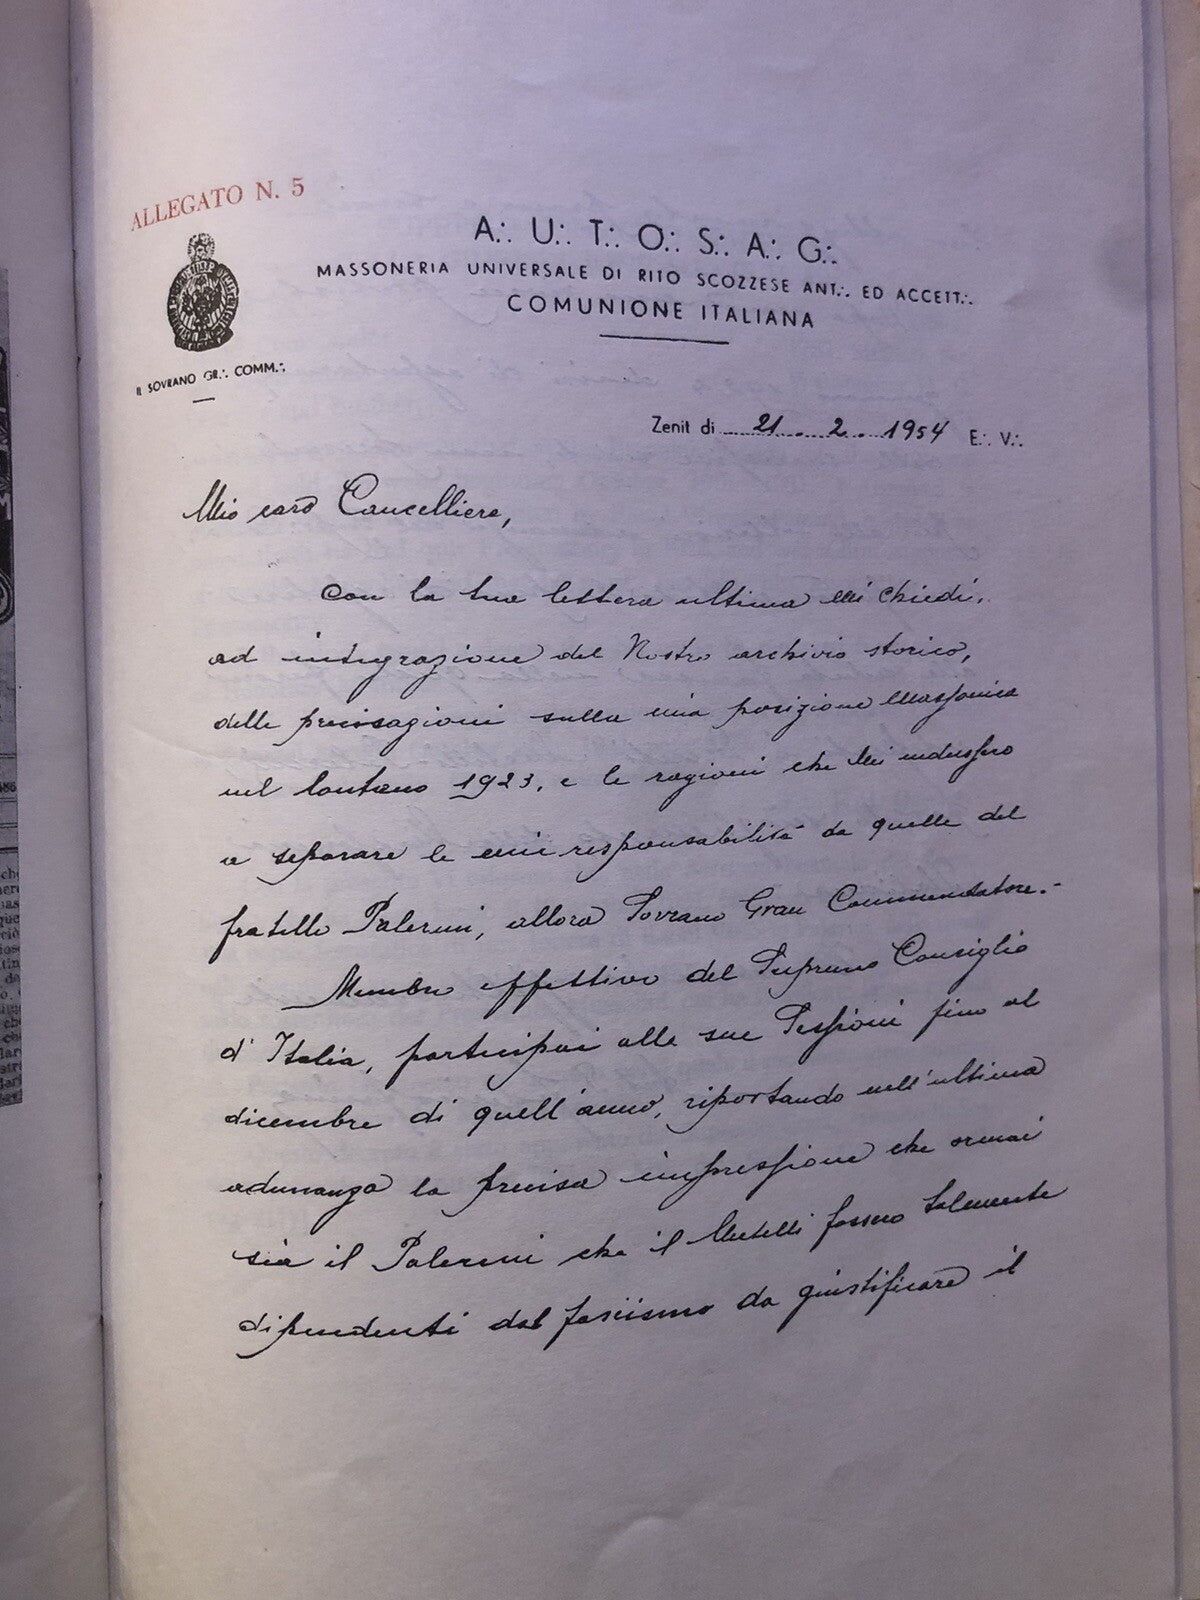 ALLEGATO N. 5
A∴ U∴ T∴ O∴ S∴ A∴ G∴
MASSONERIA UNIVERSALE DI RITO SCOZZESE ANT∴ ED ACCETT∴
COMUNIONE ITALIANA
IL SOVRANO GR∴ COMM∴
Zenit di 21.2.1954 E∴ V∴
Mio caro Cancelliere,
con la tua lettera ultima Mi chiedi,
ad integrazione del Nostro archivio storico,
delle precisazioni sulla mia posizione Massonica
nel lontano 1923, e le ragioni che Mi indussero
a separare le mie responsabilità da quelle del
fratello Palermi, allora Sovrano Gran Commendatore.-
Membro effettivo del Supremo Consiglio
d'Italia, partecipai alle sue Sessioni fino al
dicembre di quell'anno, riportando nell'ultima
adunanza la precisa impressione che ormai
sia il Palermi che il fossero talmente
dipendenti dal fascismo da giustificare il